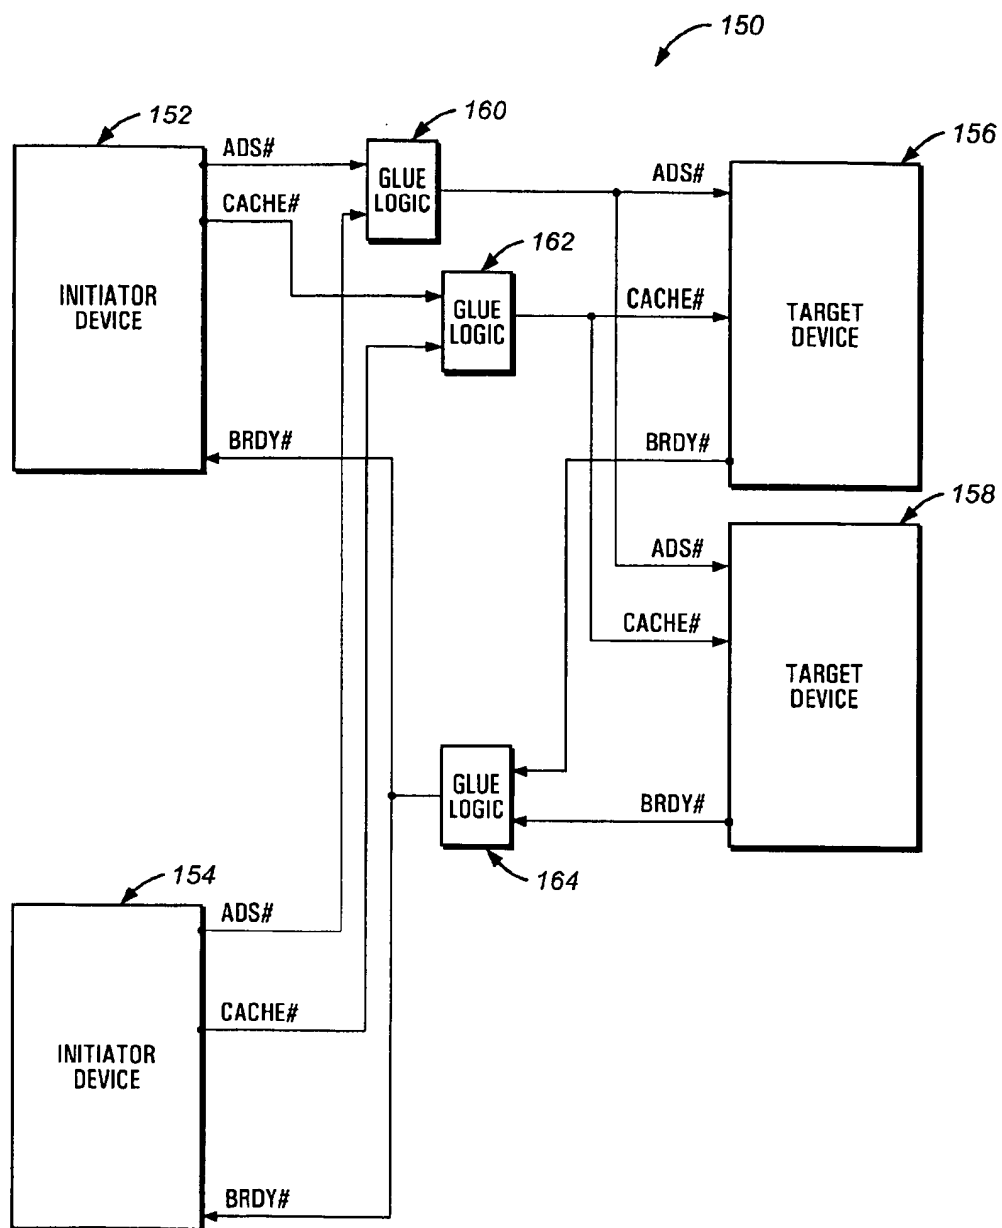 150
152
160
156
ADS#
GLUE
LOGIC
ADS#
CACHE#
162
INITIATOR
DEVICE
GLUE
LOGIC
CACHE#
TARGET
DEVICE
BRDY#
BRDY#
158
ADS#
CACHE#
TARGET
DEVICE
GLUE
LOGIC
BRDY#
164
154
ADS#
CACHE#
INITIATOR
DEVICE
BRDY#